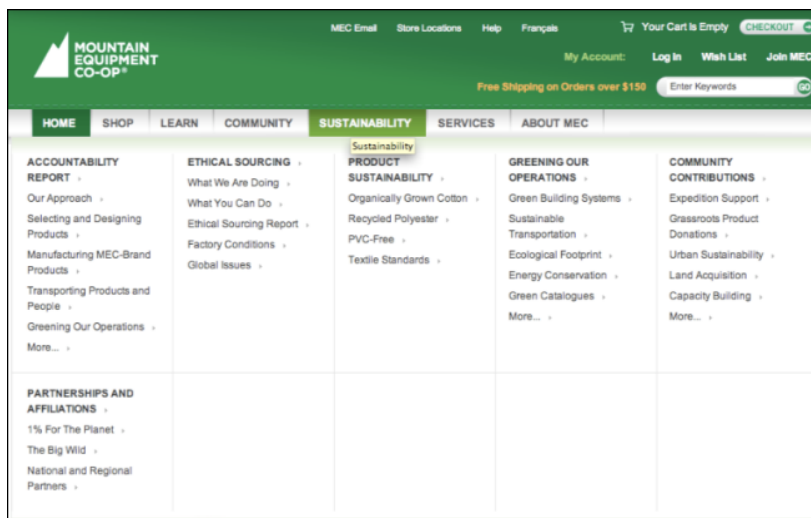 MEC Email Store Locations Help Français Your Cart Is Empty CHECKOUT
MOUNTAIN
EQUIPMENT
CO-OP®
My Account: Log In Wish List Join MEC
Free Shipping on Orders over $150 Enter Keywords GO
HOME SHOP LEARN COMMUNITY SUSTAINABILITY SERVICES ABOUT MEC
Sustainability
ACCOUNTABILITY
REPORT ›
Our Approach ›
Selecting and Designing
Products ›
Manufacturing MEC-Brand
Products ›
Transporting Products and
People ›
Greening Our Operations ›
More... ›
ETHICAL SOURCING ›
What We Are Doing ›
What You Can Do ›
Ethical Sourcing Report ›
Factory Conditions ›
Global Issues ›
PRODUCT
SUSTAINABILITY ›
Organically Grown Cotton ›
Recycled Polyester ›
PVC-Free ›
Textile Standards ›
GREENING OUR
OPERATIONS ›
Green Building Systems ›
Sustainable
Transportation ›
Ecological Footprint ›
Energy Conservation ›
Green Catalogues ›
More... ›
COMMUNITY
CONTRIBUTIONS ›
Expedition Support ›
Grassroots Product
Donations ›
Urban Sustainability ›
Land Acquisition ›
Capacity Building ›
More... ›
PARTNERSHIPS AND
AFFILIATIONS ›
1% For The Planet ›
The Big Wild ›
National and Regional
Partners ›